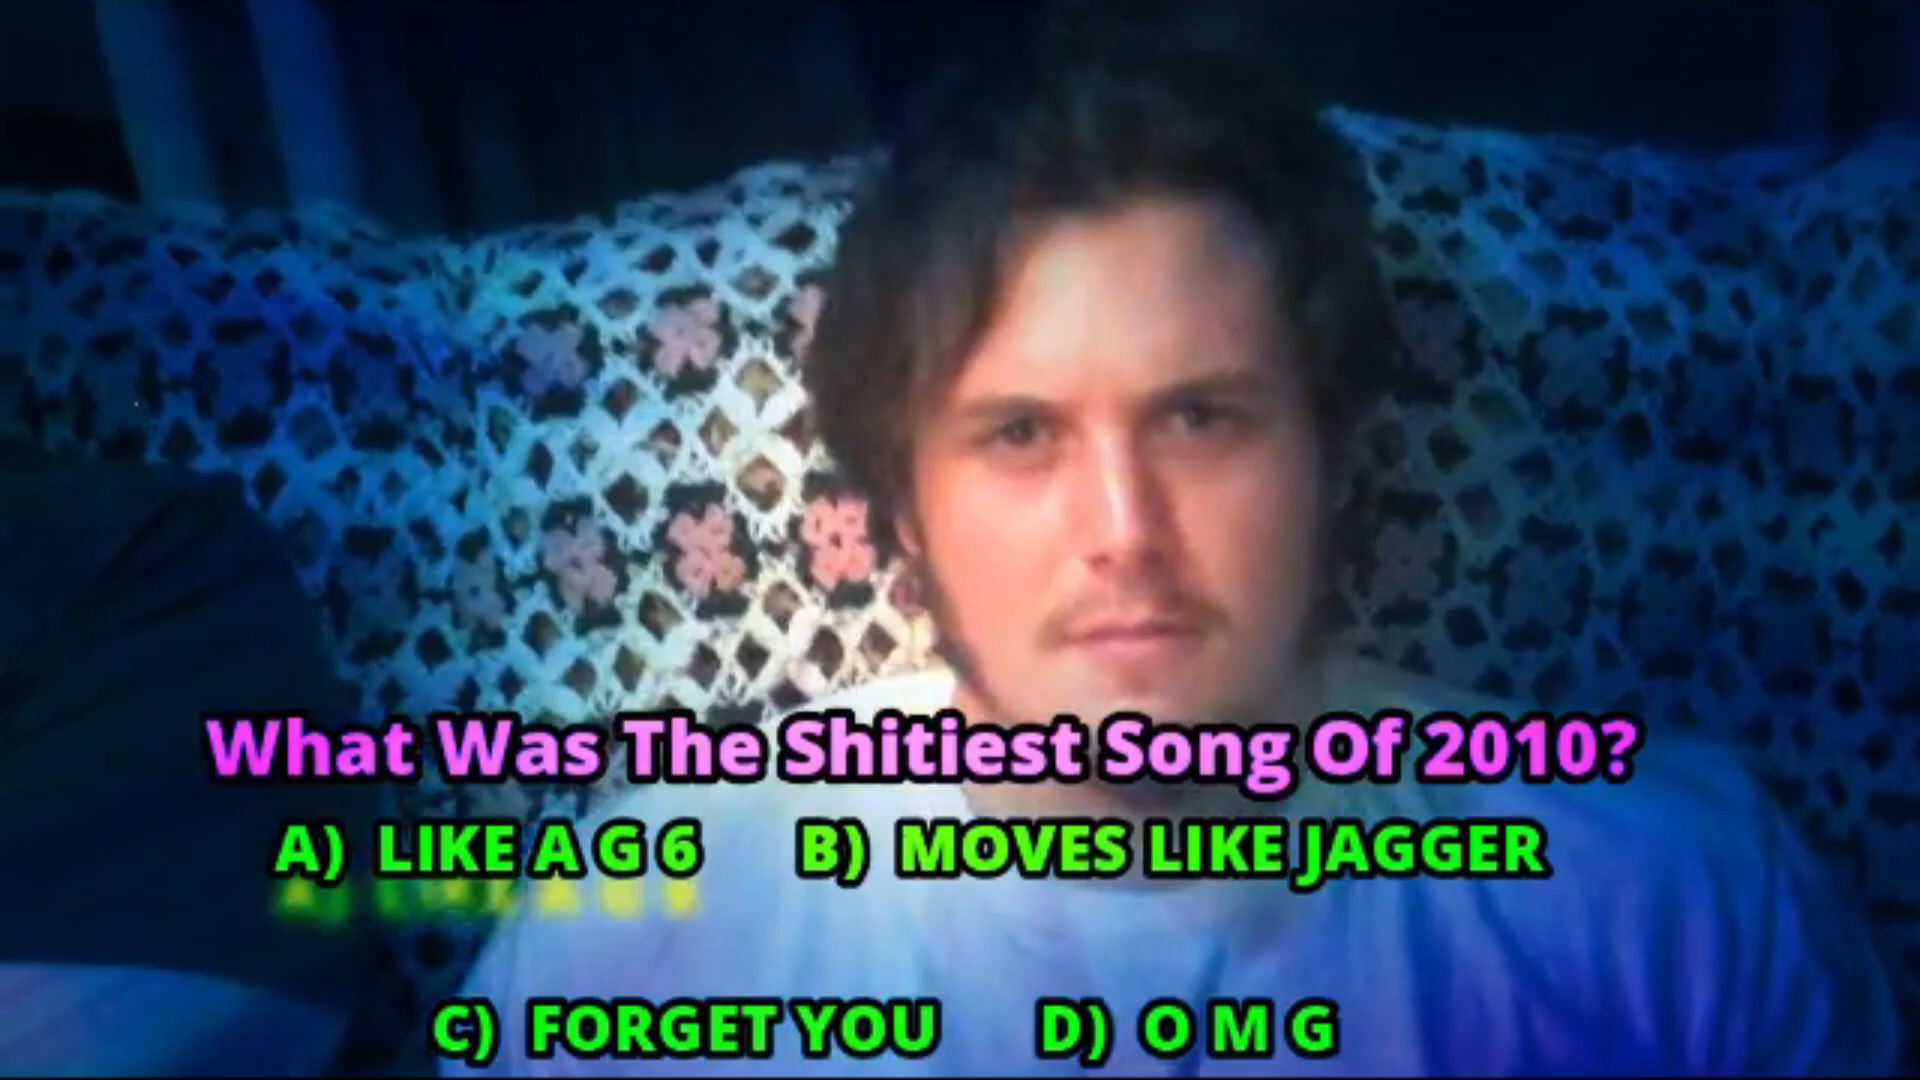 What Was The Shitiest Song Of 2010?
A) LIKE A G 6 B) MOVES LIKE JAGGER
C) FORGET YOU D) O M G